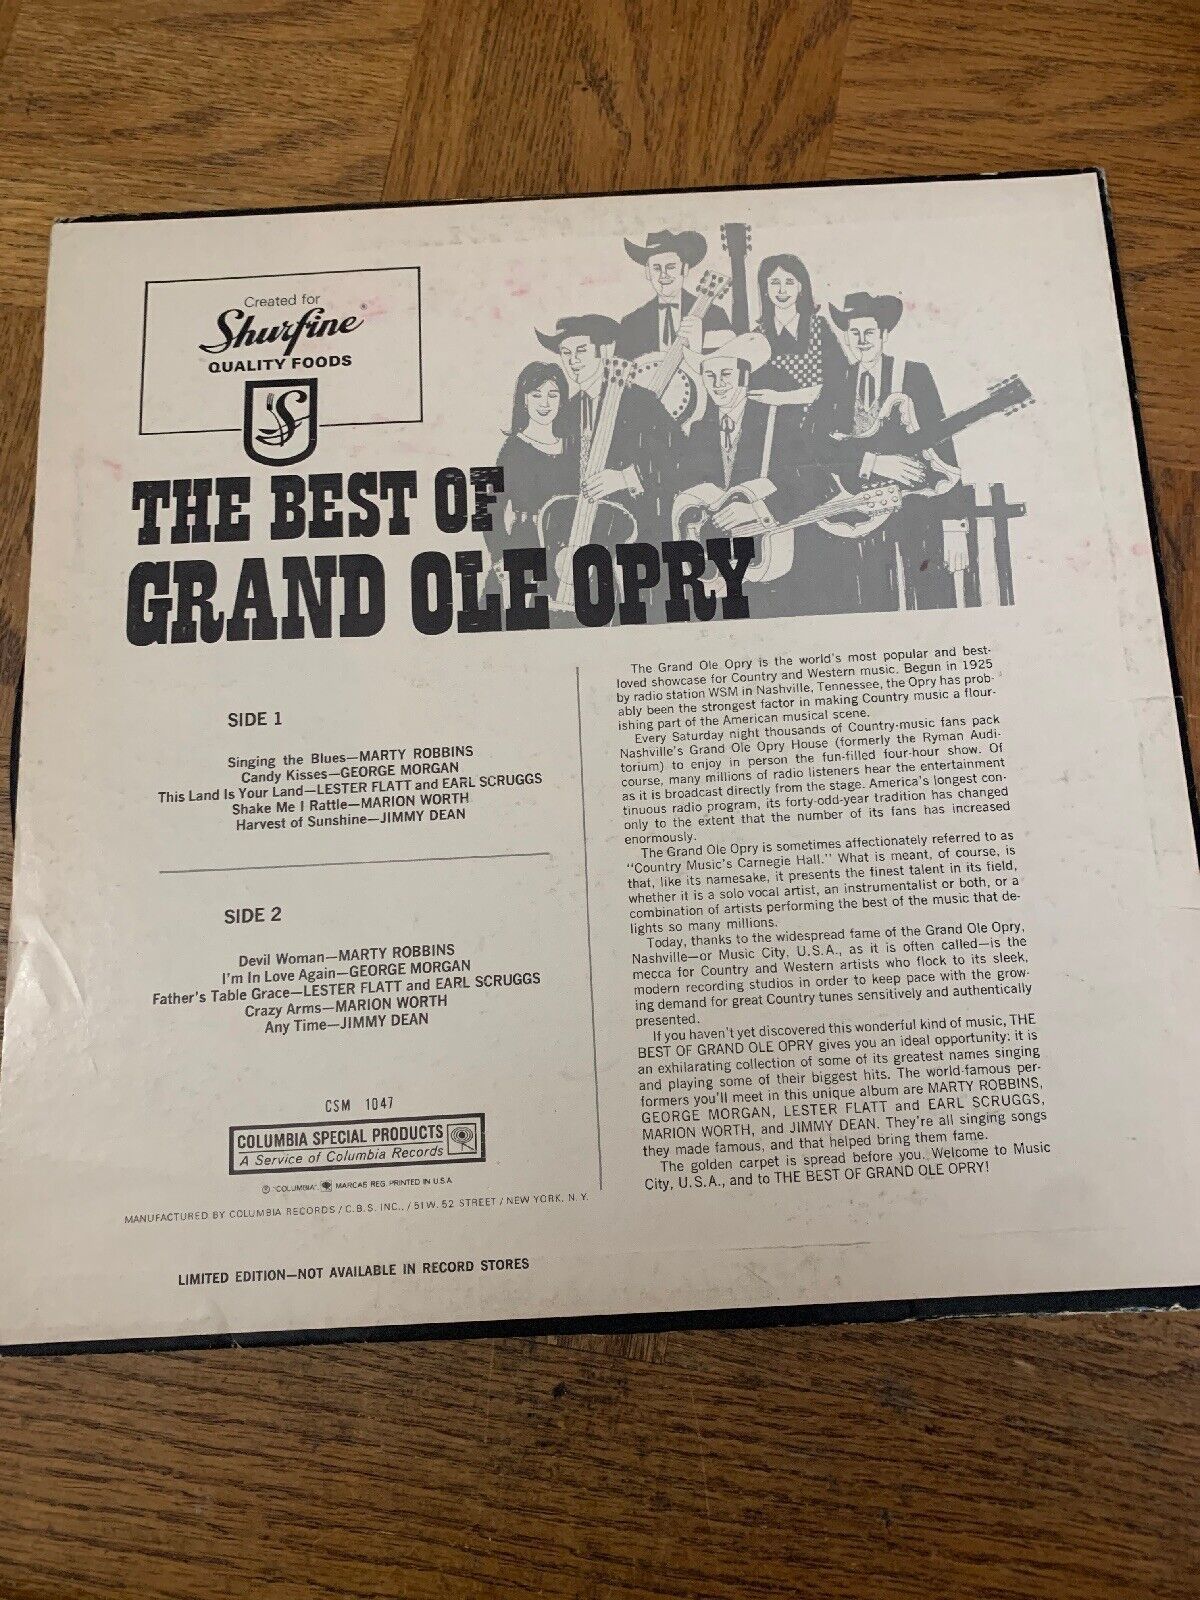 Created for
Shurfine®
QUALITY FOODS
S
THE BEST OF
GRAND OLE OPRY
SIDE 1
Singing the Blues—MARTY ROBBINS
Candy Kisses—GEORGE MORGAN
This Land Is Your Land—LESTER FLATT and EARL SCRUGGS
Shake Me I Rattle—MARION WORTH
Harvest of Sunshine—JIMMY DEAN
SIDE 2
Devil Woman—MARTY ROBBINS
I'm In Love Again—GEORGE MORGAN
Father's Table Grace—LESTER FLATT and EARL SCRUGGS
Crazy Arms—MARION WORTH
Any Time—JIMMY DEAN
CSM 1047
COLUMBIA SPECIAL PRODUCTS
A Service of Columbia Records
Ⓟ "COLUMBIA", MARCAS REG. PRINTED IN U.S.A.
MANUFACTURED BY COLUMBIA RECORDS / C.B.S. INC., / 51 W. 52 STREET / NEW YORK, N. Y.
LIMITED EDITION—NOT AVAILABLE IN RECORD STORES
The Grand Ole Opry is the world's most popular and best-
loved showcase for Country and Western music. Begun in 1925
by radio station WSM in Nashville, Tennessee, the Opry has prob-
ably been the strongest factor in making Country music a flour-
ishing part of the American musical scene.
Every Saturday night thousands of Country-music fans pack
Nashville's Grand Ole Opry House (formerly the Ryman Audi-
torium) to enjoy in person the fun-filled four-hour show. Of
course, many millions of radio listeners hear the entertainment
as it is broadcast directly from the stage. America's longest con-
tinuous radio program, its forty-odd-year tradition has changed
only to the extent that the number of its fans has increased
enormously.
The Grand Ole Opry is sometimes affectionately referred to as
"Country Music's Carnegie Hall." What is meant, of course, is
that, like its namesake, it presents the finest talent in its field,
whether it is a solo vocal artist, an instrumentalist or both, or a
combination of artists performing the best of the music that de-
lights so many millions.
Today, thanks to the widespread fame of the Grand Ole Opry,
Nashville—or Music City, U.S.A., as it is often called—is the
mecca for Country and Western artists who flock to its sleek,
modern recording studios in order to keep pace with the grow-
ing demand for great Country tunes sensitively and authentically
presented.
If you haven't yet discovered this wonderful kind of music, THE
BEST OF GRAND OLE OPRY gives you an ideal opportunity: it is
an exhilarating collection of some of its greatest names singing
and playing some of their biggest hits. The world-famous per-
formers you'll meet in this unique album are MARTY ROBBINS,
GEORGE MORGAN, LESTER FLATT and EARL SCRUGGS,
MARION WORTH, and JIMMY DEAN. They're all singing songs
they made famous, and that helped bring them fame.
The golden carpet is spread before you. Welcome to Music
City, U.S.A., and to THE BEST OF GRAND OLE OPRY!